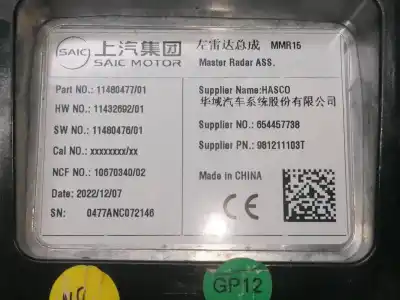 SAIC
上汽集团
SAIC MOTOR
左雷达总成 MMR15
Master Radar ASS.
Part NO.: 11480477/01
HW NO.: 11432692/01
SW NO.: 11480476/01
Cal NO.: xxxxxxxx/xx
NCF NO.: 10670340/02
Date: 2022/12/07
SN: 0477ANC072146
Supplier Name:HASCO
华域汽车系统股份有限公司
Supplier NO.: 654457738
Supplier PN.: 981211103T
Made in CHINA
CE
GP12